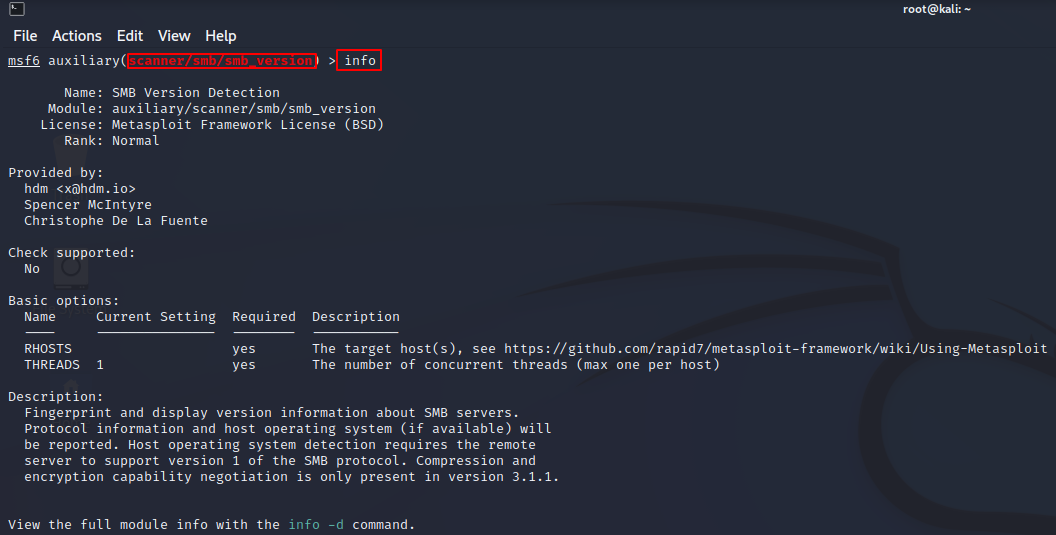 root@kali: ~
File Actions Edit View Help
msf6 auxiliary(scanner/smb/smb_version) > info
Name: SMB Version Detection
Module: auxiliary/scanner/smb/smb_version
License: Metasploit Framework License (BSD)
Rank: Normal
Provided by:
hdm <x@hdm.io>
Spencer McIntyre
Christophe De La Fuente
Check supported:
No
Basic options:
Name Current Setting Required Description
---- --------------- -------- -----------
RHOSTS yes The target host(s), see https://github.com/rapid7/metasploit-framework/wiki/Using-Metasploit
THREADS 1 yes The number of concurrent threads (max one per host)
Description:
Fingerprint and display version information about SMB servers.
Protocol information and host operating system (if available) will
be reported. Host operating system detection requires the remote
server to support version 1 of the SMB protocol. Compression and
encryption capability negotiation is only present in version 3.1.1.
View the full module info with the info -d command.